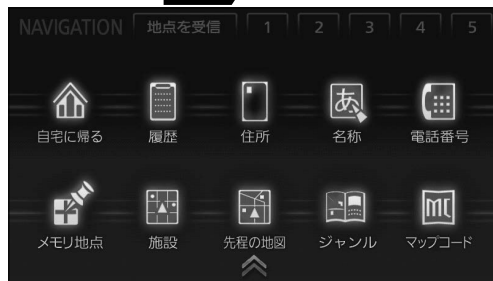 NAVIGATION 地点を受信 1 2 3 4 5
自宅に帰る 履歴 住所 名称 電話番号
メモリ地点 施設 先程の地図 ジャンル マップコード
あ
MC